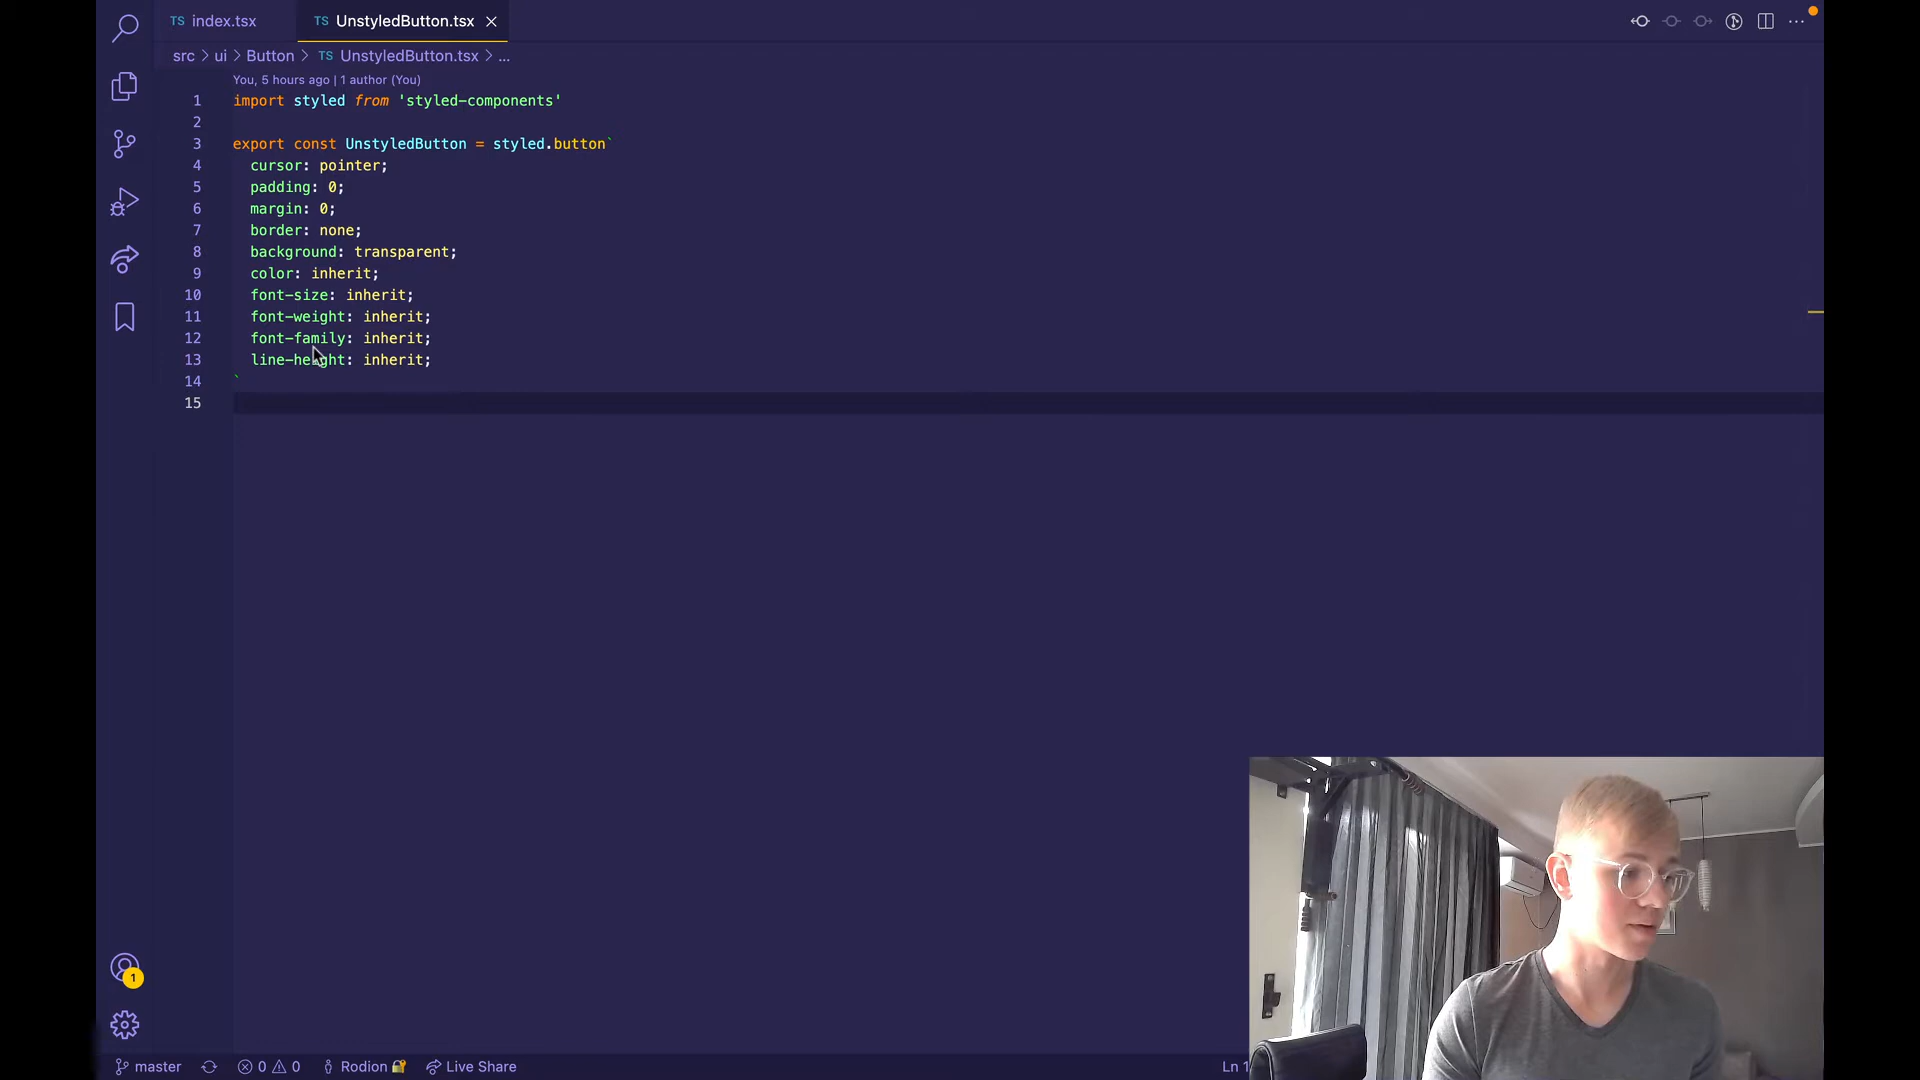 index.tsx
TS
UnstyledButton.tsx
TS
src > ui > Button > TS UnstyledButton.tsx > ...
You, 5 hours ago | 1 author (You)
1 import styled from 'styled-components'
2
3 export const UnstyledButton = styled.button`
4 cursor: pointer;
5 padding: 0;
6 margin: 0;
7 border: none;
8 background: transparent;
9 color: inherit;
10 font-size: inherit;
11 font-weight: inherit;
12 font-family: inherit;
13 line-height: inherit;
14 `
15
1
master 0 0 Rodion Live Share Ln 1